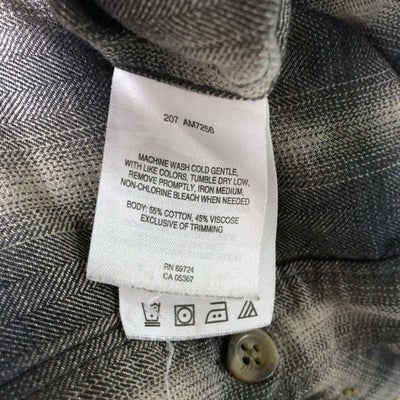 207 AM7256
MACHINE WASH COLD GENTLE,
WITH LIKE COLORS, TUMBLE DRY LOW,
REMOVE PROMPTLY, IRON MEDIUM,
NON-CHLORINE BLEACH WHEN NEEDED
BODY: 55% COTTON, 45% VISCOSE
EXCLUSIVE OF TRIMMING
RN 69724
CA 05367